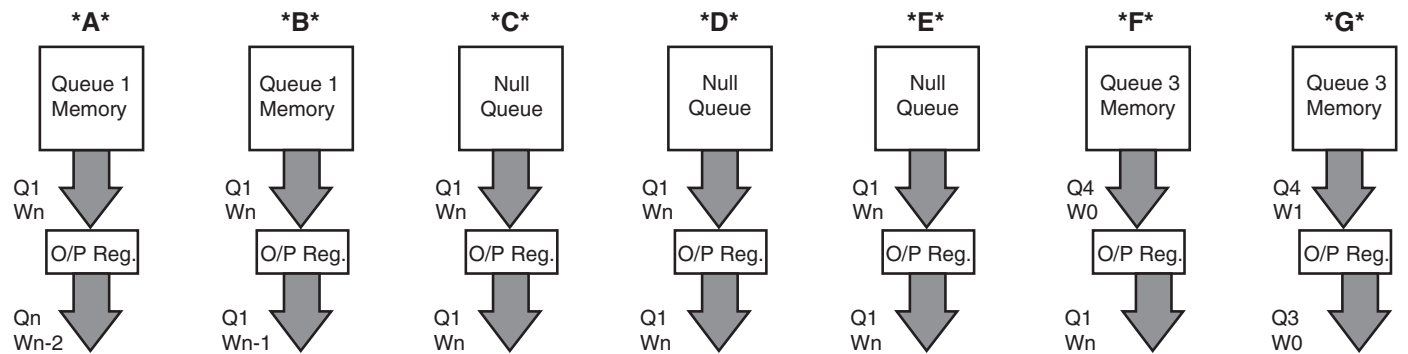 *A*
Queue 1
Memory
Q1
Wn
O/P Reg.
Qn
Wn-2
*B*
Queue 1
Memory
Q1
Wn
O/P Reg.
Q1
Wn-1
*C*
Null
Queue
Q1
Wn
O/P Reg.
Q1
Wn
*D*
Null
Queue
Q1
Wn
O/P Reg.
Q1
Wn
*E*
Null
Queue
Q1
Wn
O/P Reg.
Q1
Wn
*F*
Queue 3
Memory
Q4
W0
O/P Reg.
Q1
Wn
*G*
Queue 3
Memory
Q4
W1
O/P Reg.
Q3
W0